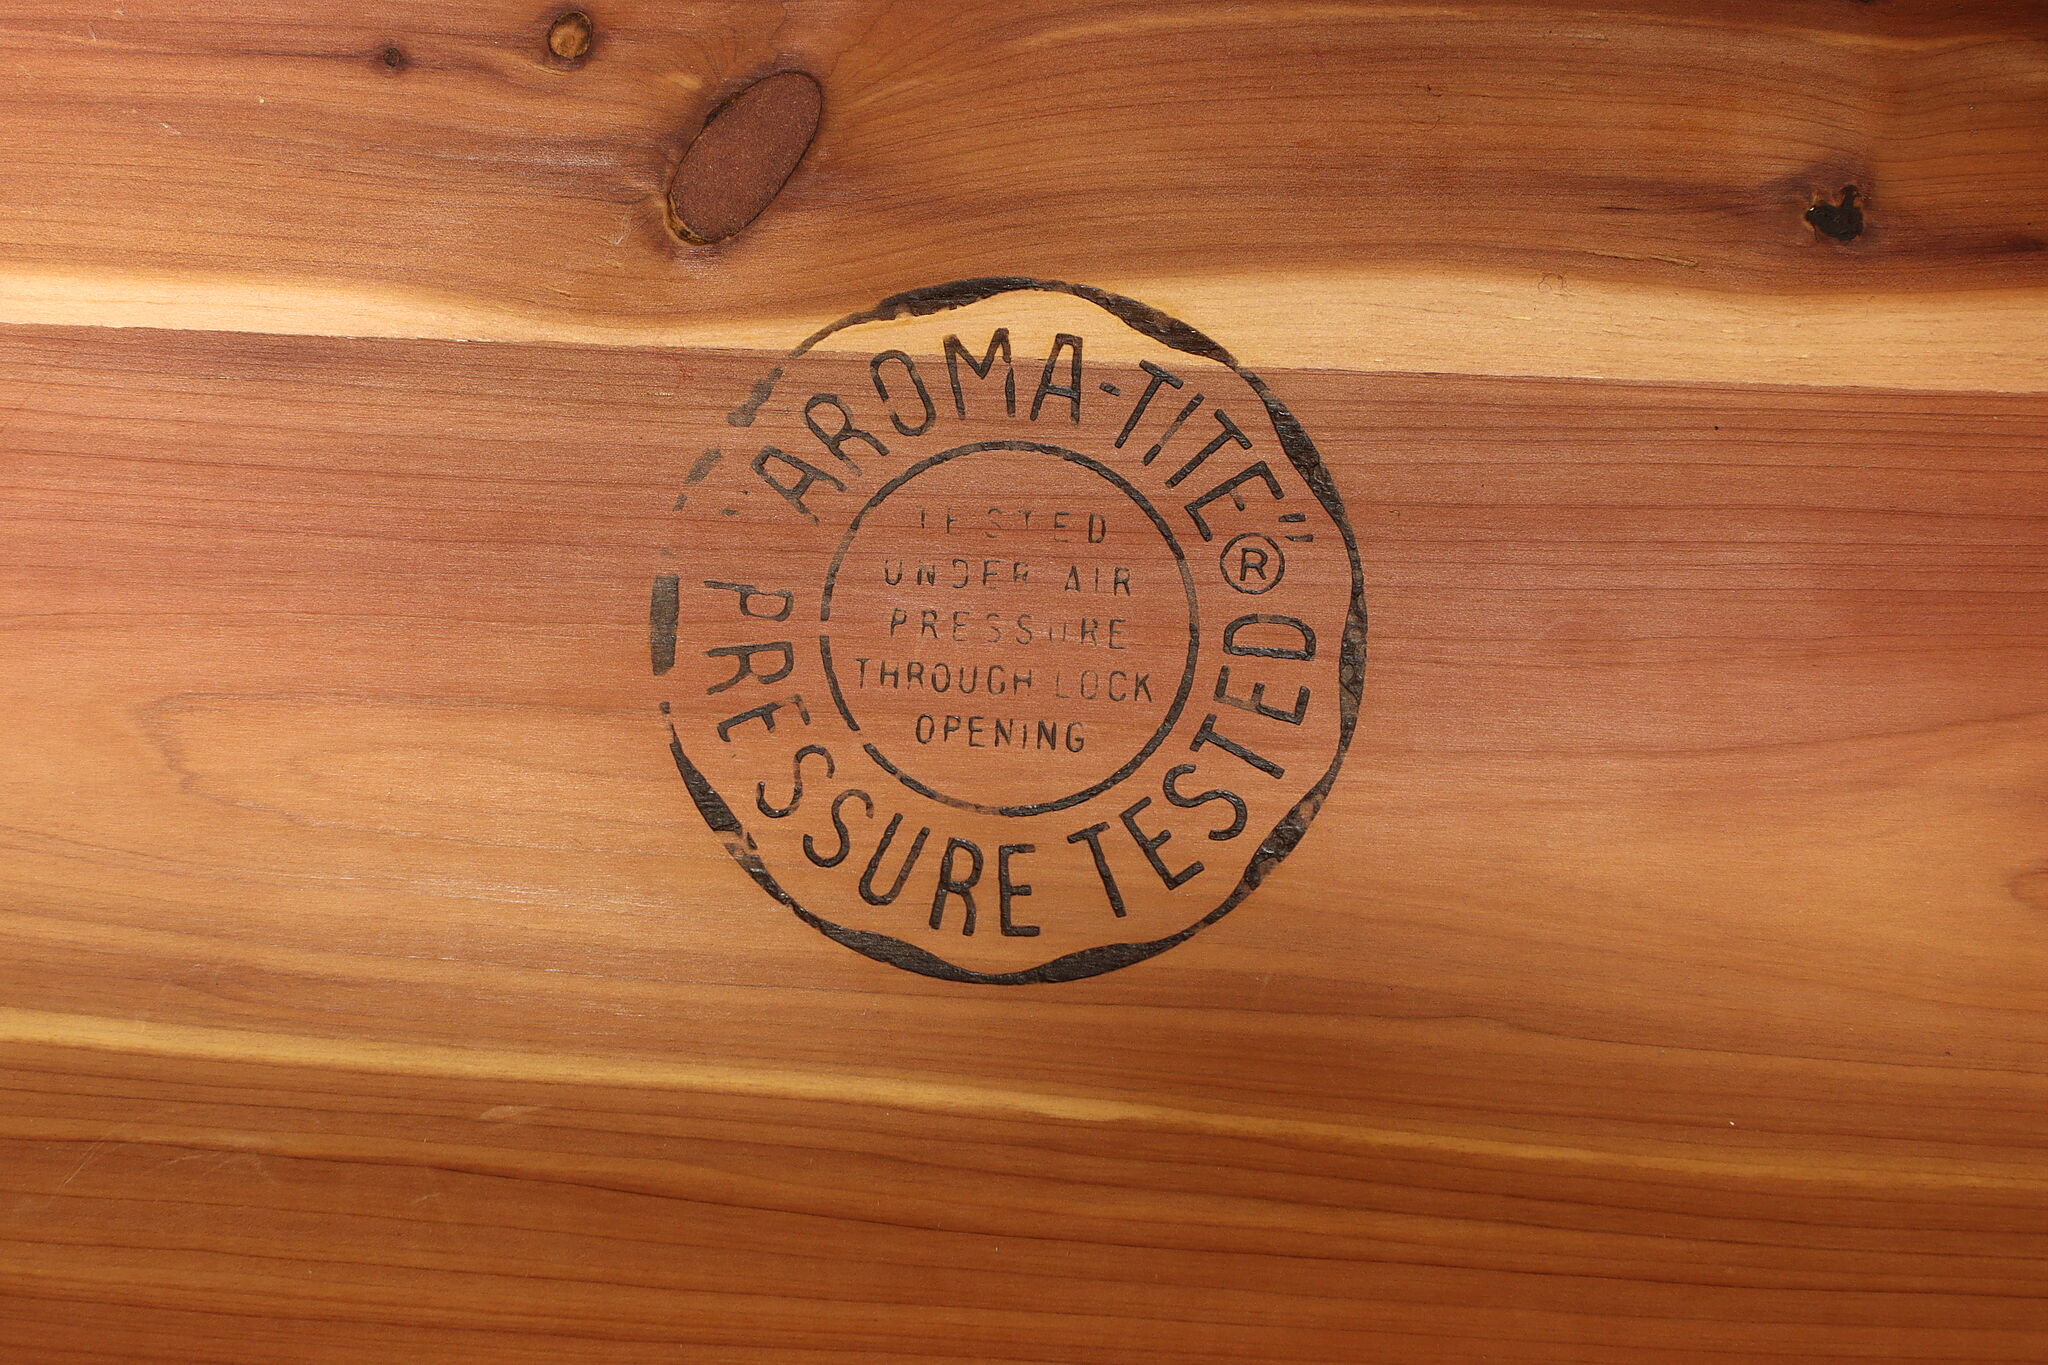 "AROMA-TITE"®
PRESSURE TESTED
TESTED
UNDER AIR
PRESSURE
THROUGH LOCK
OPENING